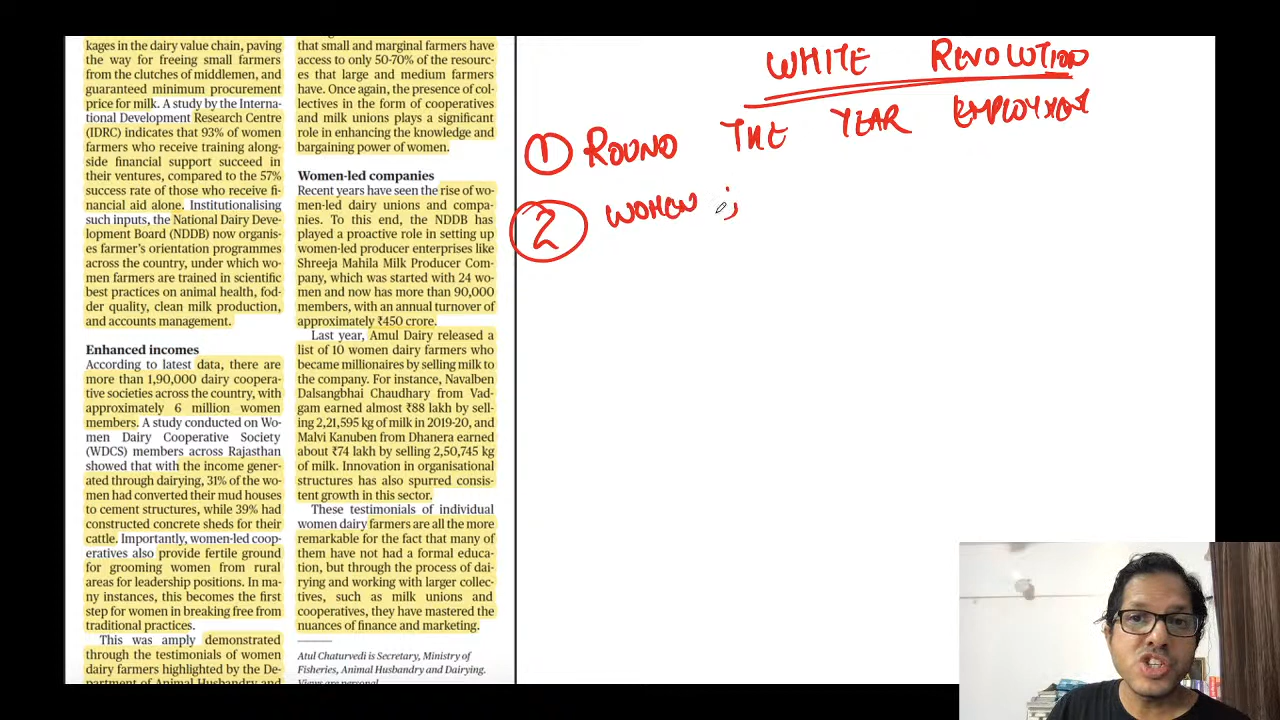 kages in the dairy value chain, paving
the way for freeing small farmers
from the clutches of middlemen, and
guaranteed minimum procurement
price for milk. A study by the Interna-
tional Development Research Centre
(IDRC) indicates that 93% of women
farmers who receive training along-
side financial support succeed in
their ventures, compared to the 57%
success rate of those who receive fi-
nancial aid alone. Institutionalising
such inputs, the National Dairy Deve-
lopment Board (NDDB) now organis-
es farmer's orientation programmes
across the country, under which wo-
men farmers are trained in scientific
best practices on animal health, fod-
der quality, clean milk production,
and accounts management.
Enhanced incomes
According to latest data, there are
more than 1,90,000 dairy coopera-
tive societies across the country, with
approximately 6 million women
members. A study conducted on Wo-
men Dairy Cooperative Society
(WDCS) members across Rajasthan
showed that with the income gener-
ated through dairying, 31% of the wo-
men had converted their mud houses
to cement structures, while 39% had
constructed concrete sheds for their
cattle. Importantly, women-led coop-
eratives also provide fertile ground
for grooming women from rural
areas for leadership positions. In ma-
ny instances, this becomes the first
step for women in breaking free from
traditional practices.
This was amply demonstrated
through the testimonials of women
dairy farmers highlighted by the De-
partment of Animal Husbandry and
that small and marginal farmers have
access to only 50-70% of the resourc-
es that large and medium farmers
have. Once again, the presence of col-
lectives in the form of cooperatives
and milk unions plays a significant
role in enhancing the knowledge and
bargaining power of women.
Women-led companies
Recent years have seen the rise of wo-
men-led dairy unions and compa-
nies. To this end, the NDDB has
played a proactive role in setting up
women-led producer enterprises like
Shreeja Mahila Milk Producer Com-
pany, which was started with 24 wo-
men and now has more than 90,000
members, with an annual turnover of
approximately ₹450 crore.
Last year, Amul Dairy released a
list of 10 women dairy farmers who
became millionaires by selling milk to
the company. For instance, Navalben
Dalsangbhai Chaudhary from Vad-
gam earned almost ₹88 lakh by sell-
ing 2,21,595 kg of milk in 2019-20, and
Malvi Kanuben from Dhanera earned
about ₹74 lakh by selling 2,50,745 kg
of milk. Innovation in organisational
structures has also spurred consis-
tent growth in this sector.
These testimonials of individual
women dairy farmers are all the more
remarkable for the fact that many of
them have not had a formal educa-
tion, but through the process of dai-
rying and working with larger collec-
tives, such as milk unions and
cooperatives, they have mastered the
nuances of finance and marketing.
Atul Chaturvedi is Secretary, Ministry of
Fisheries, Animal Husbandry and Dairying.
Views are personal
WHITE REVOLUTION
1 ROUND THE YEAR EMPLOYMENT
2 WOMEN ;